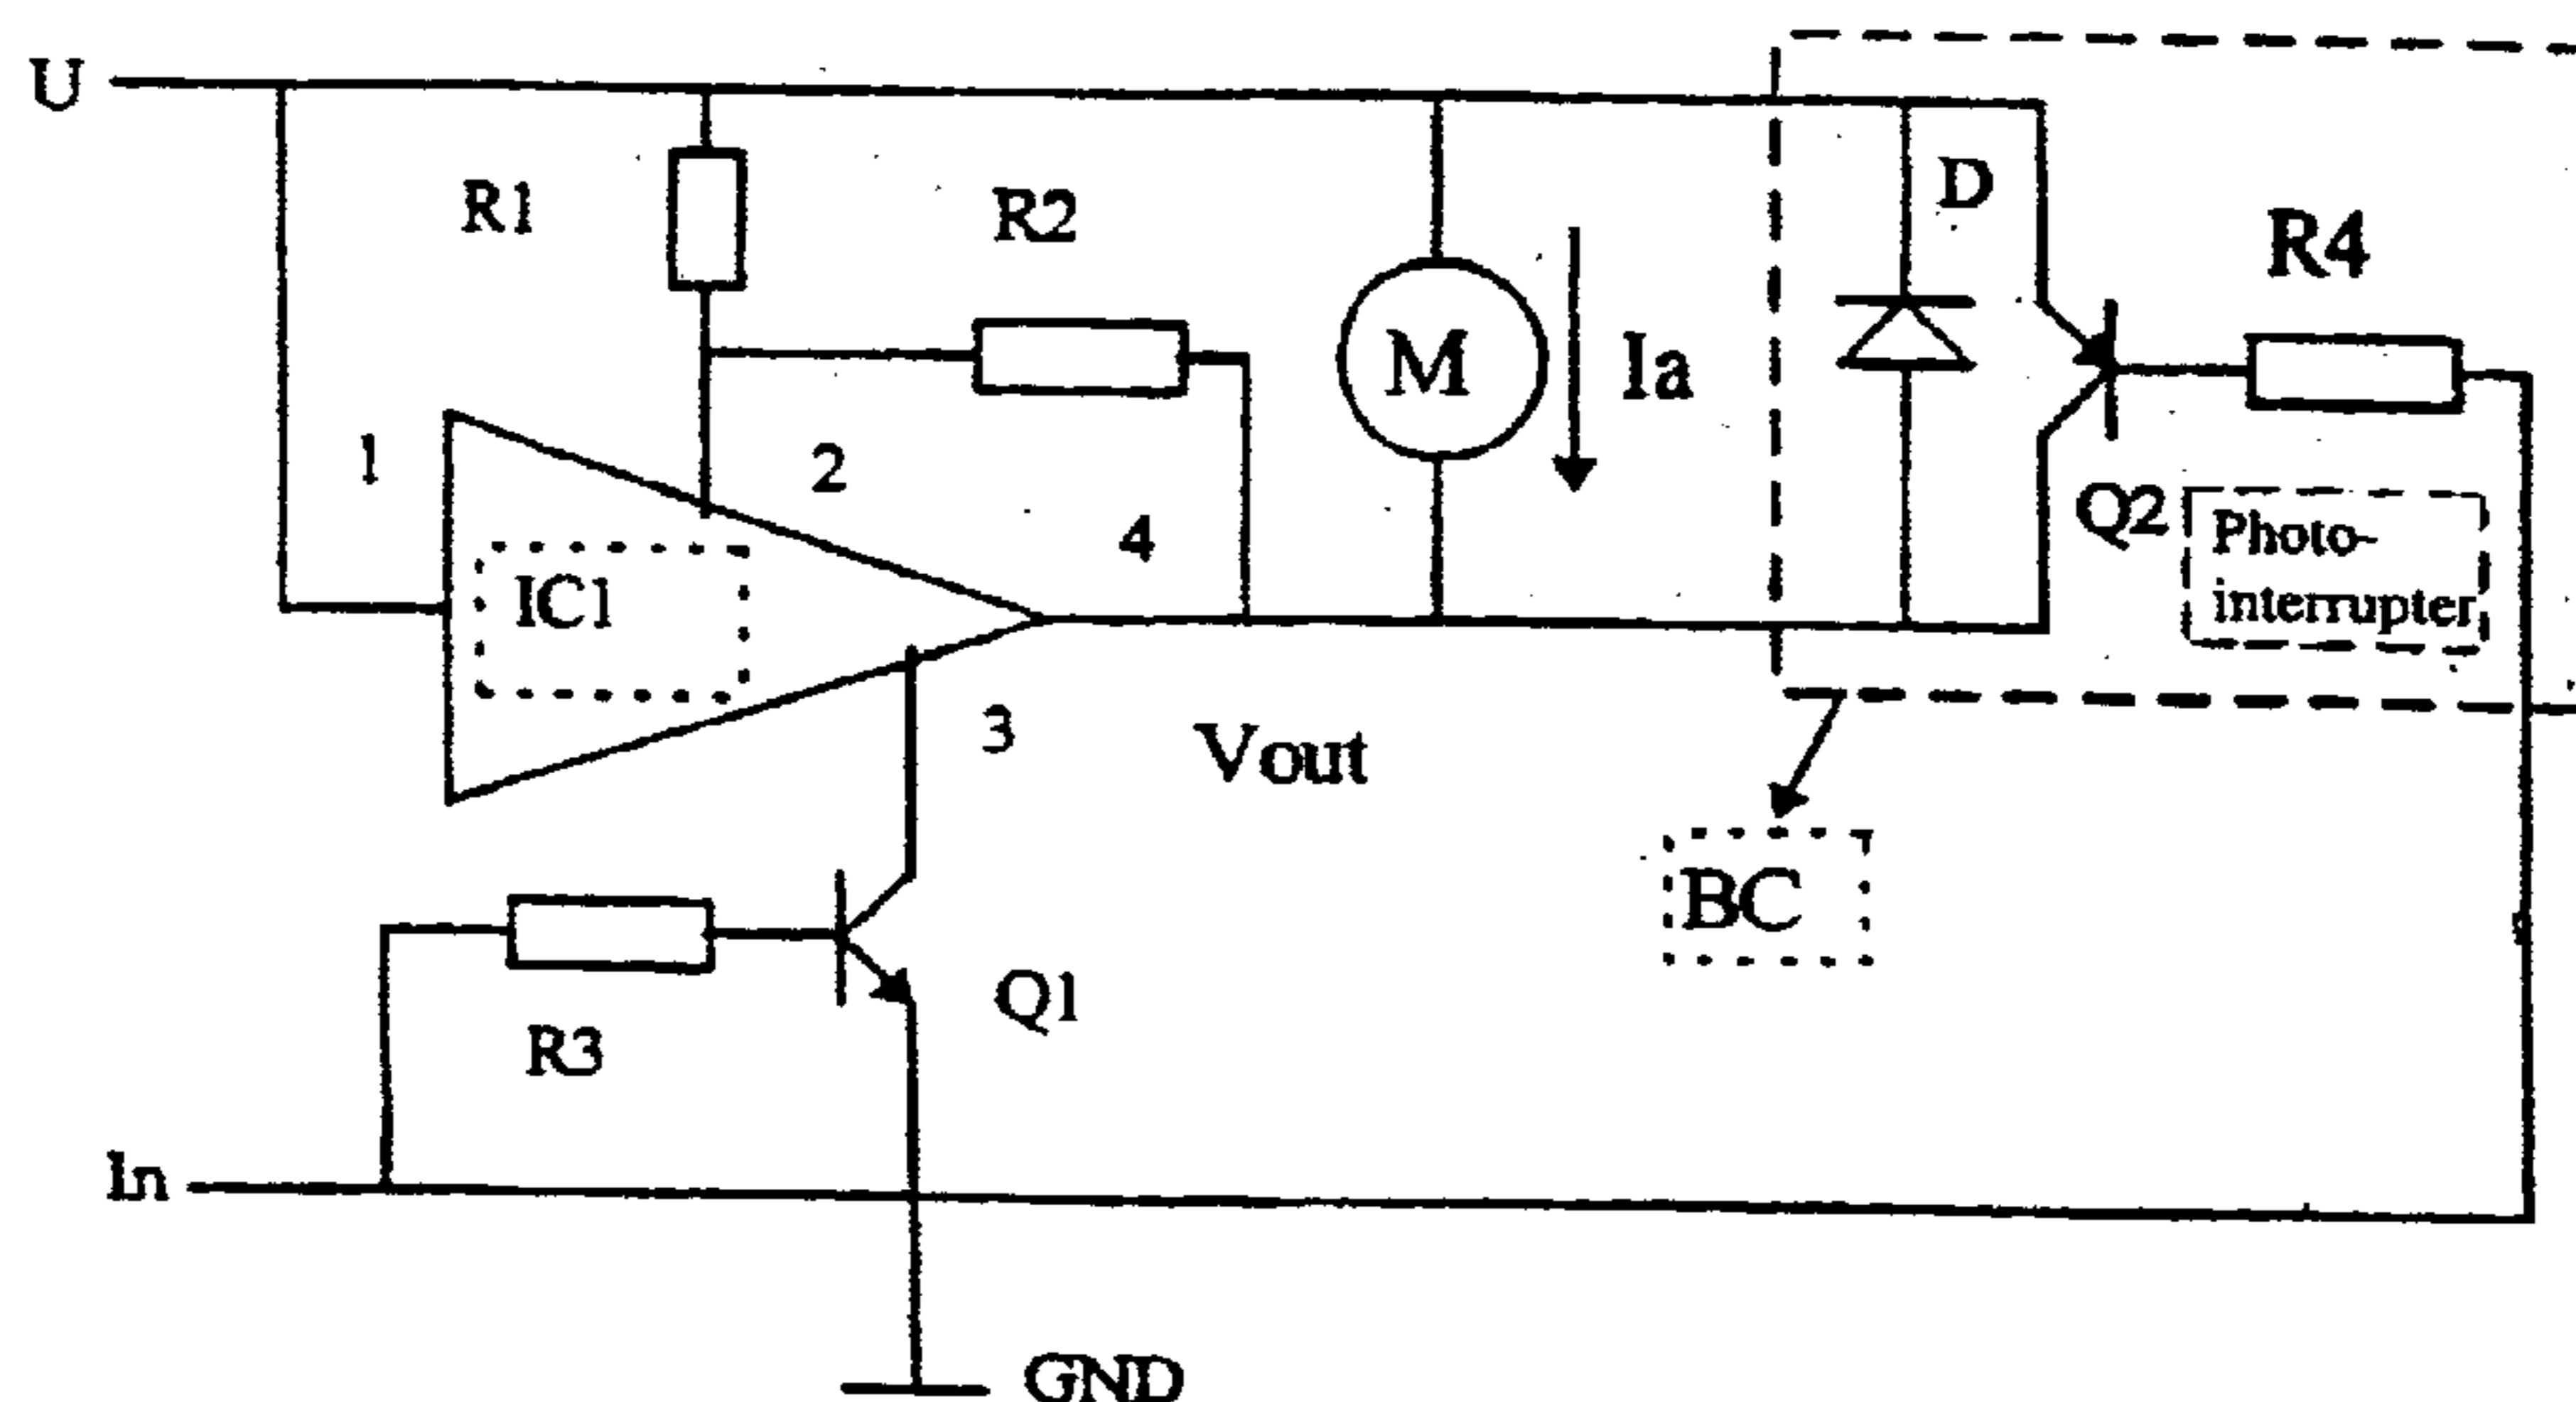 U
R1
R2
D
R4
M
Ia
1
2
4
Q2
Photo-
interrupter
IC1
3
Vout
BC
R3
Q1
In
GND